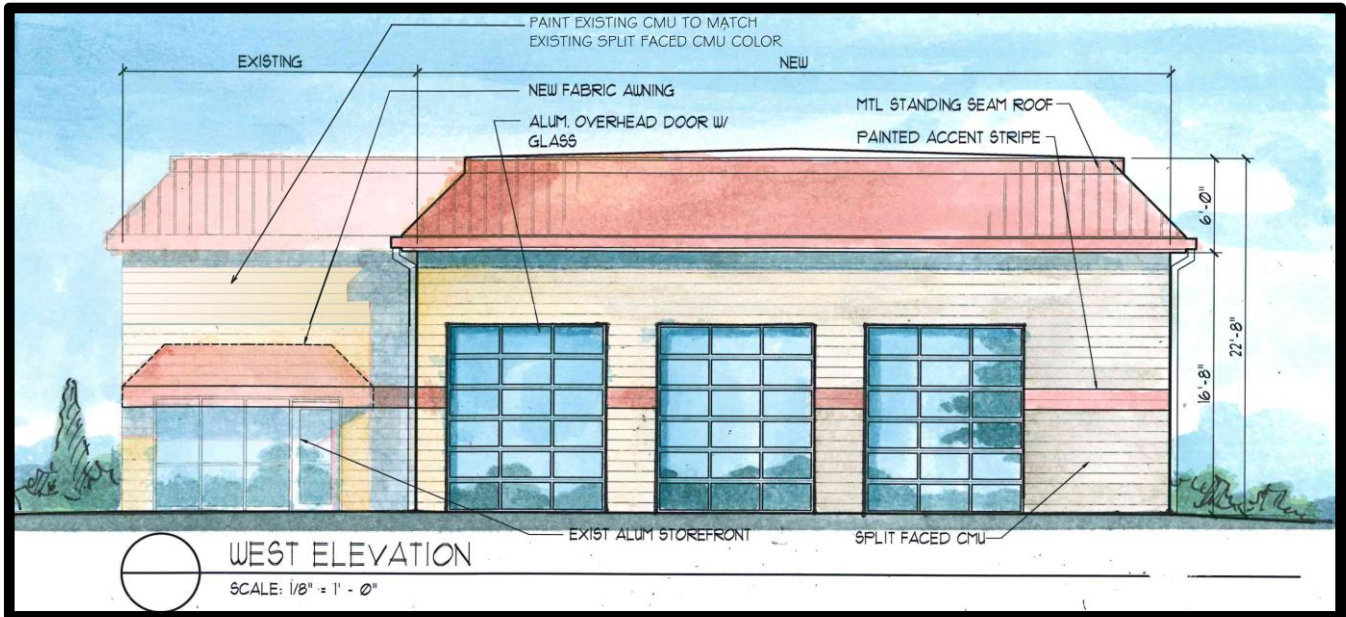 PAINT EXISTING CMU TO MATCH
EXISTING SPLIT FACED CMU COLOR
EXISTING
NEW
NEW FABRIC AWNING
ALUM. OVERHEAD DOOR W/
GLASS
MTL STANDING SEAM ROOF
PAINTED ACCENT STRIPE
6'-0"
22'-8"
16'-8"
EXIST ALUM STOREFRONT
SPLIT FACED CMU
WEST ELEVATION
SCALE: 1/8" = 1' - 0"